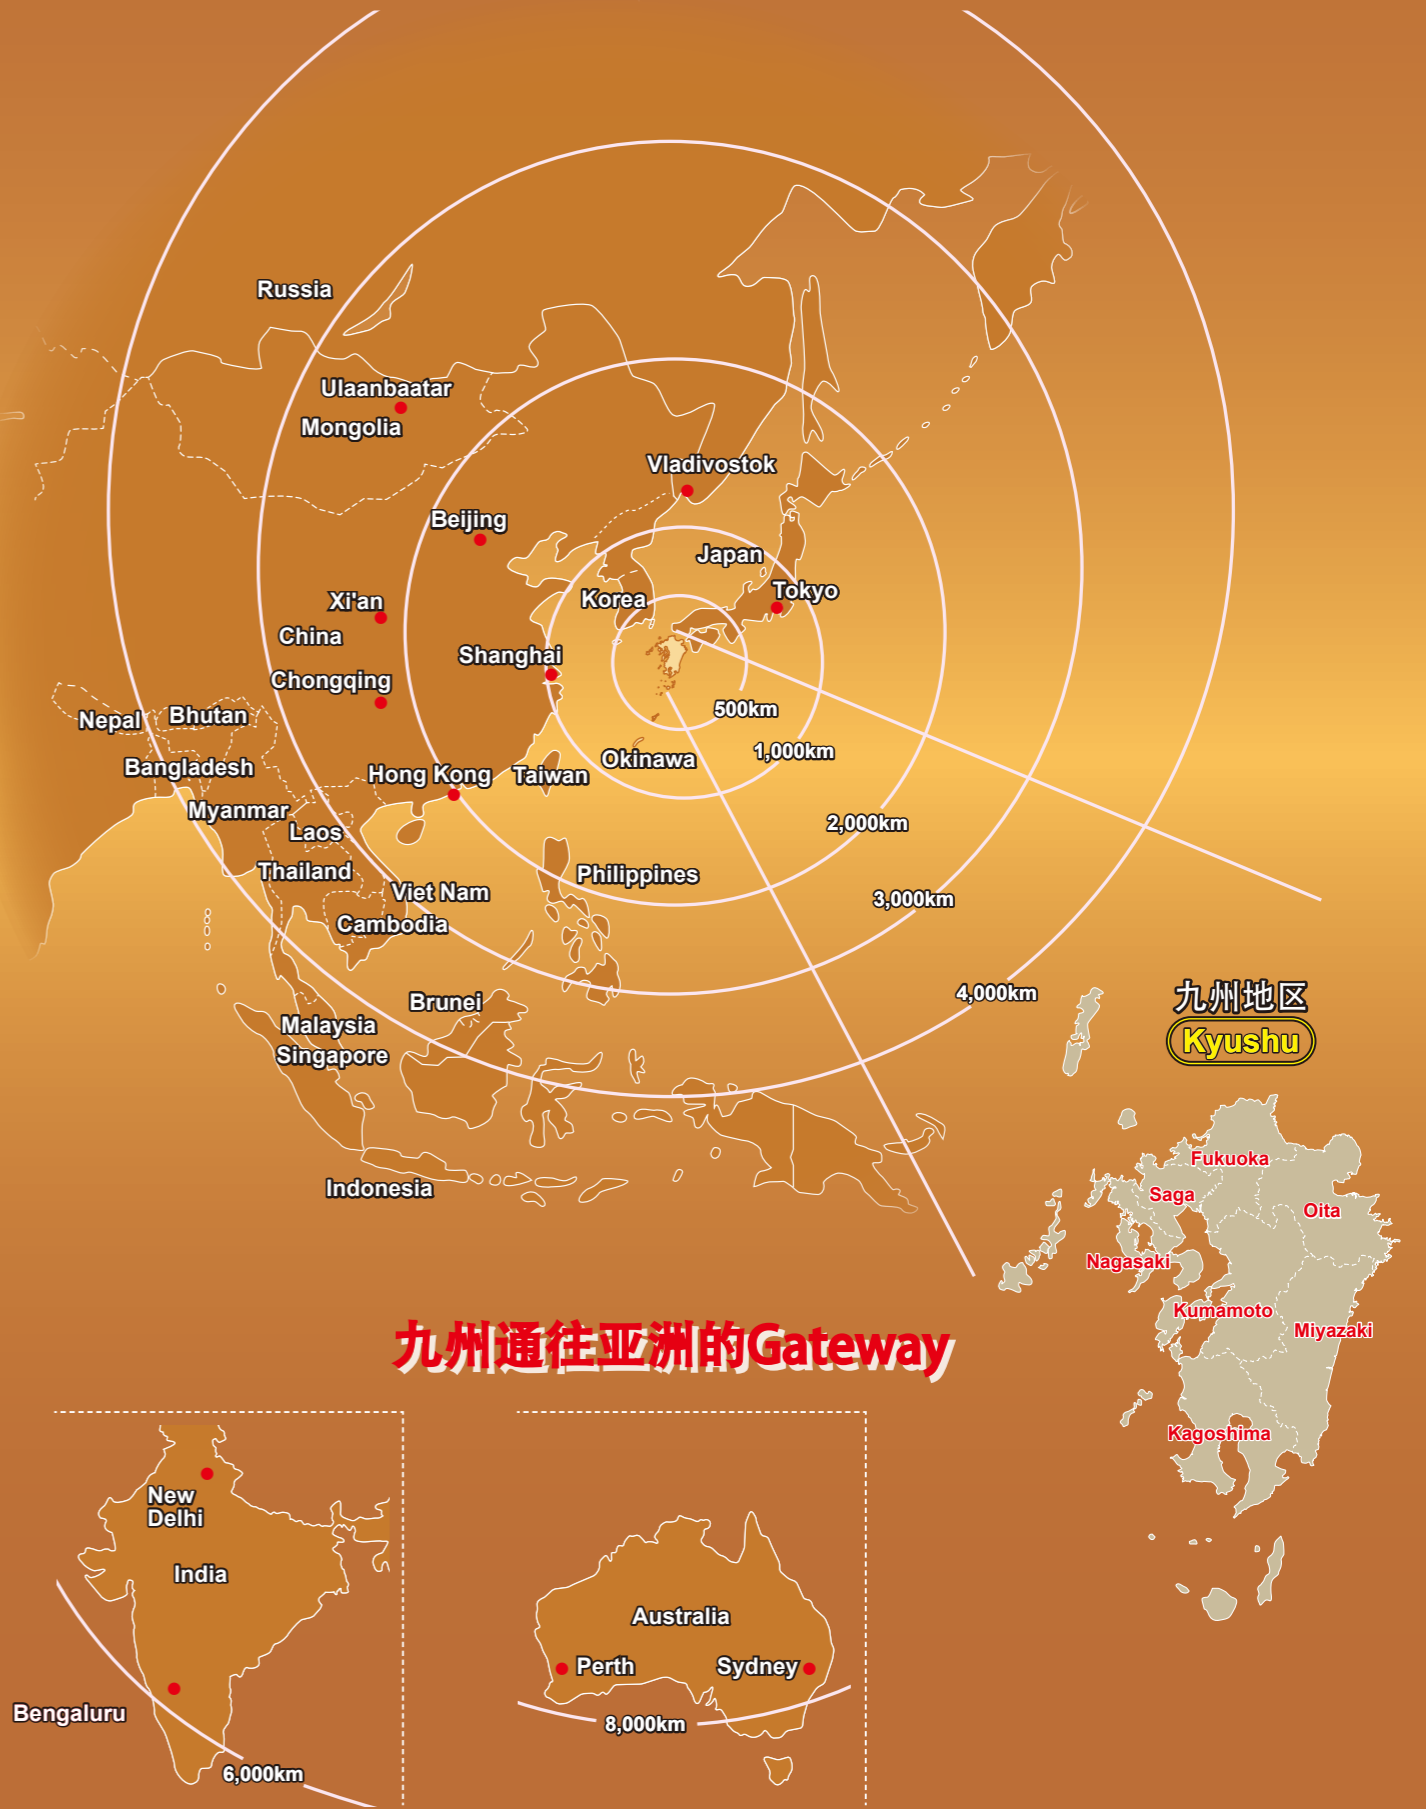 Russia
Ulaanbaatar
Mongolia
Vladivostok
Beijing
Japan
Tokyo
Korea
Xi'an
China
Shanghai
Chongqing
500km
Nepal
Bhutan
1,000km
Okinawa
Bangladesh
Hong Kong
Taiwan
Myanmar
2,000km
Laos
Thailand
Philippines
Viet Nam
3,000km
Cambodia
4,000km
Brunei
Malaysia
Singapore
Indonesia
九州地区
Kyushu
Fukuoka
Saga
Oita
Nagasaki
Kumamoto
Miyazaki
Kagoshima
九州通往亚洲的Gateway
New
Delhi
India
Bengaluru
6,000km
Australia
Perth
Sydney
8,000km